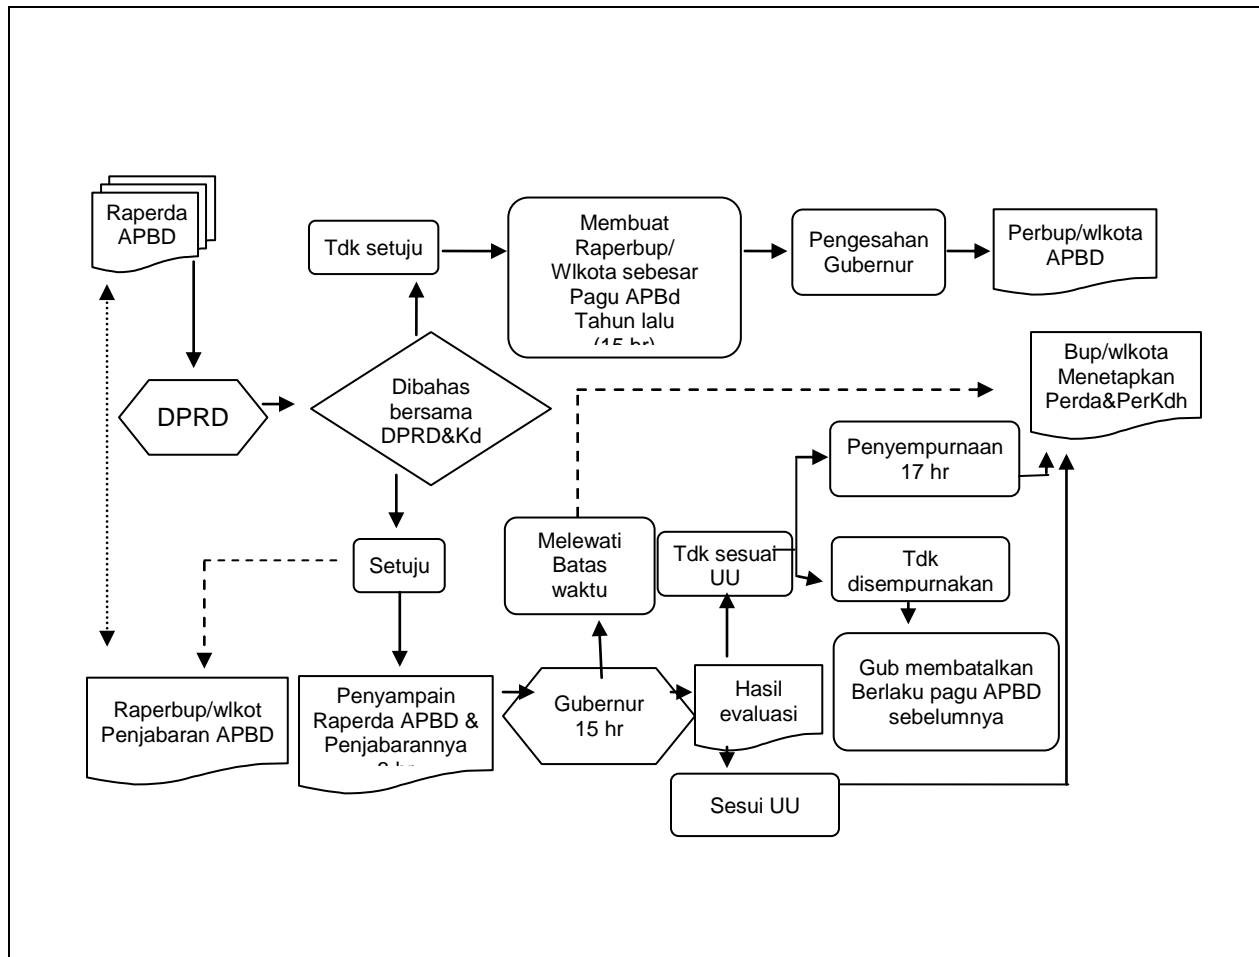 Raperda
APBD
Tdk setuju
Membuat
Raperbup/
Wlkota sebesar
Pagu APBd
Tahun lalu
(15 hr)
Pengesahan
Gubernur
Perbup/wlkota
APBD
DPRD
Dibahas
bersama
DPRD&Kd
Bup/wlkota
Menetapkan
Perda&PerKdh
Penyempurnaan
17 hr
Setuju
Melewati
Batas
waktu
Tdk sesuai
UU
Tdk
disempurnakan
Gub membatalkan
Berlaku pagu APBD
sebelumnya
Raperbup/wlkot
Penjabaran APBD
Penyampain
Raperda APBD &
Penjabarannya
hr
Gubernur
15 hr
Hasil
evaluasi
Sesui UU